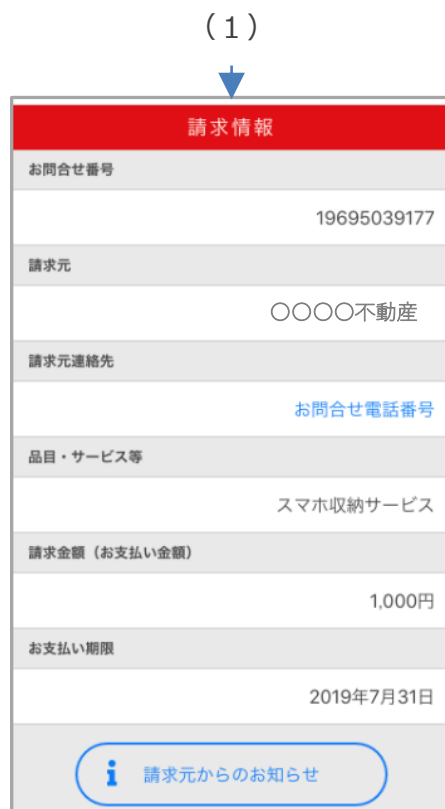 （1）
請求情報
お問合せ番号
19695039177
請求元
〇〇〇〇不動産
請求元連絡先
お問合せ電話番号
品目・サービス等
スマホ収納サービス
請求金額（お支払い金額）
1,000円
お支払い期限
2019年7月31日
請求元からのお知らせ